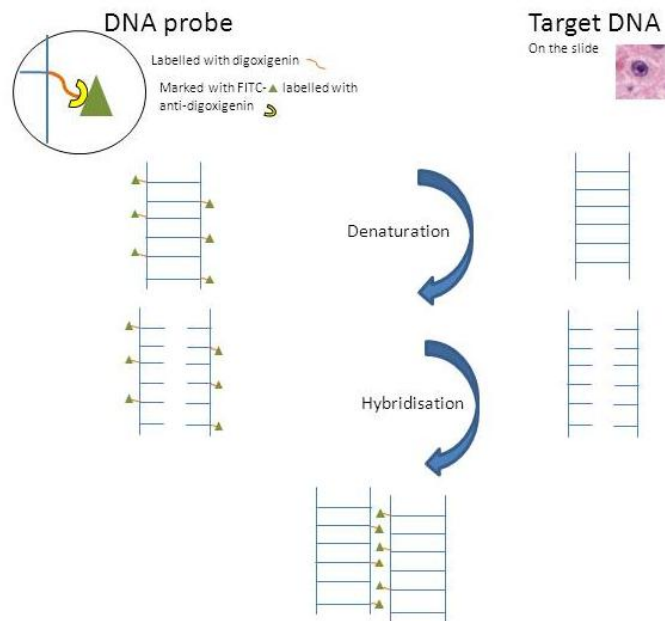 DNA probe
Target DNA
On the slide
Labelled with digoxigenin
Marked with FITC- labelled with
anti-digoxigenin
Denaturation
Hybridisation